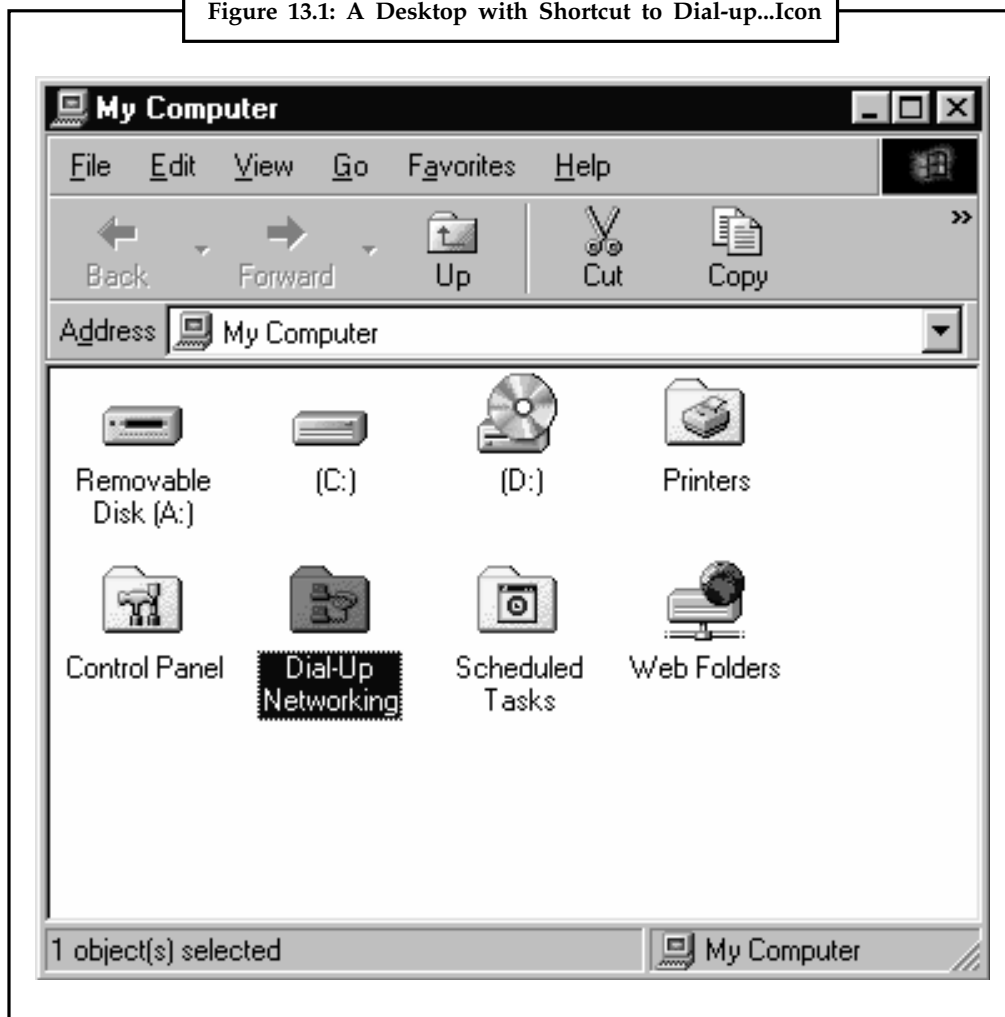 Figure 13.1: A Desktop with Shortcut to Dial-up...Icon
My Computer
File Edit View Go Favorites Help
Back Forward Up Cut Copy »
Address My Computer
Removable Disk (A:)
(C:)
(D:)
Printers
Control Panel
Dial-Up Networking
Scheduled Tasks
Web Folders
1 object(s) selected
My Computer